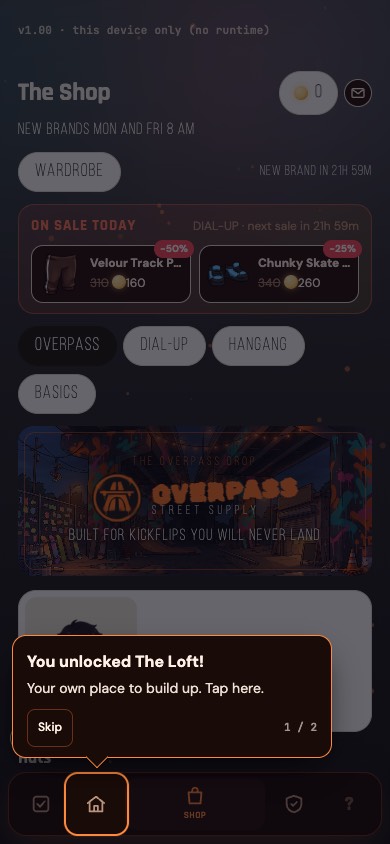 v1.00 · this device only (no runtime)
The Shop
0
NEW BRANDS MON AND FRI 8 AM
WARDROBE
NEW BRAND IN 21H 59M
ON SALE TODAY
DIAL-UP · next sale in 21h 59m
-50%
Velour Track P...
310 160
-25%
Chunky Skate ...
340 260
OVERPASS
DIAL-UP
HANGANG
BASICS
THE OVERPASS DROP
OVERPASS
STREET SUPPLY
BUILT FOR KICKFLIPS YOU WILL NEVER LAND
You unlocked The Loft!
Your own place to build up. Tap here.
Skip
1 / 2
SHOP
?